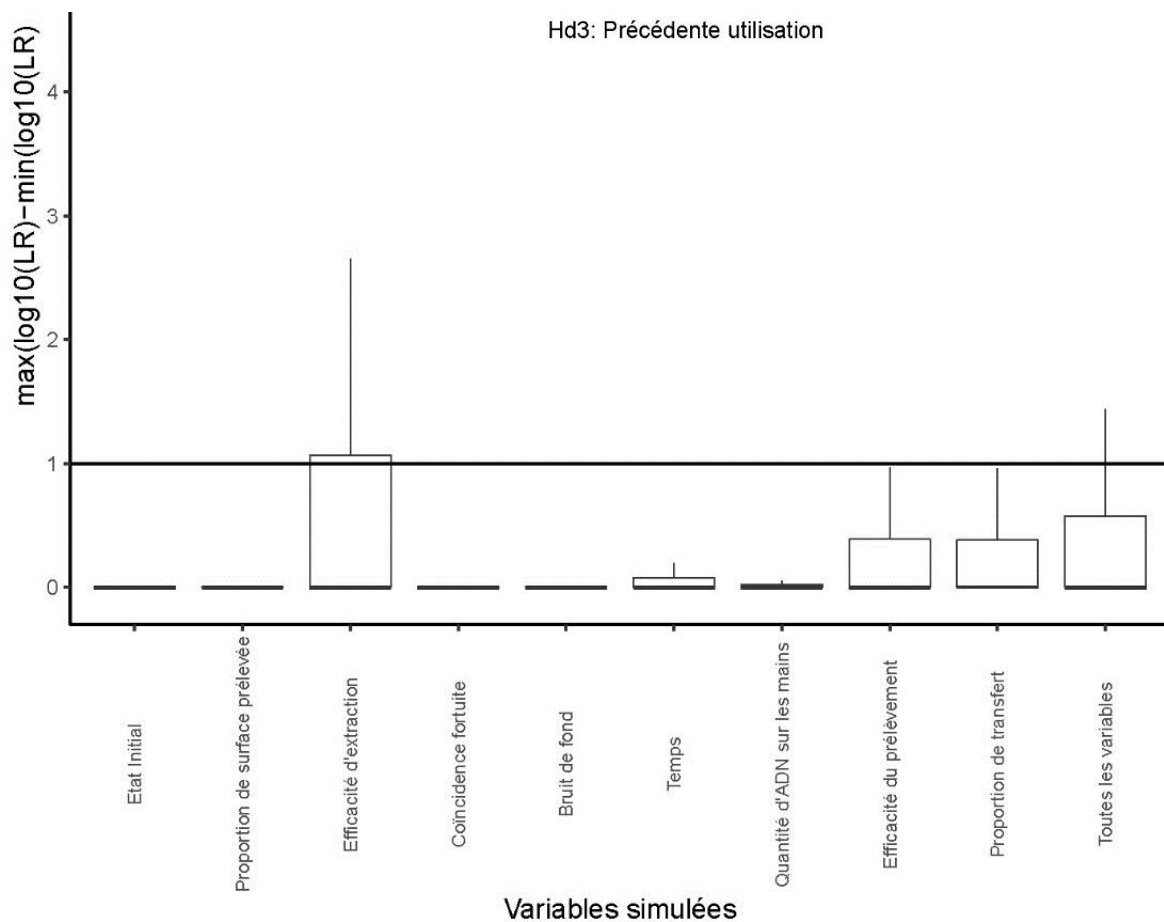 Hd3: Précédente utilisation
max(log10(LR)−min(log10(LR)
4
3
2
1
0
Etat Initial
Proportion de surface prélevée
Efficacité d'extraction
Coïncidence fortuite
Bruit de fond
Temps
Quantité d'ADN sur les mains
Efficacité du prélèvement
Proportion de transfert
Toutes les variables
Variables simulées